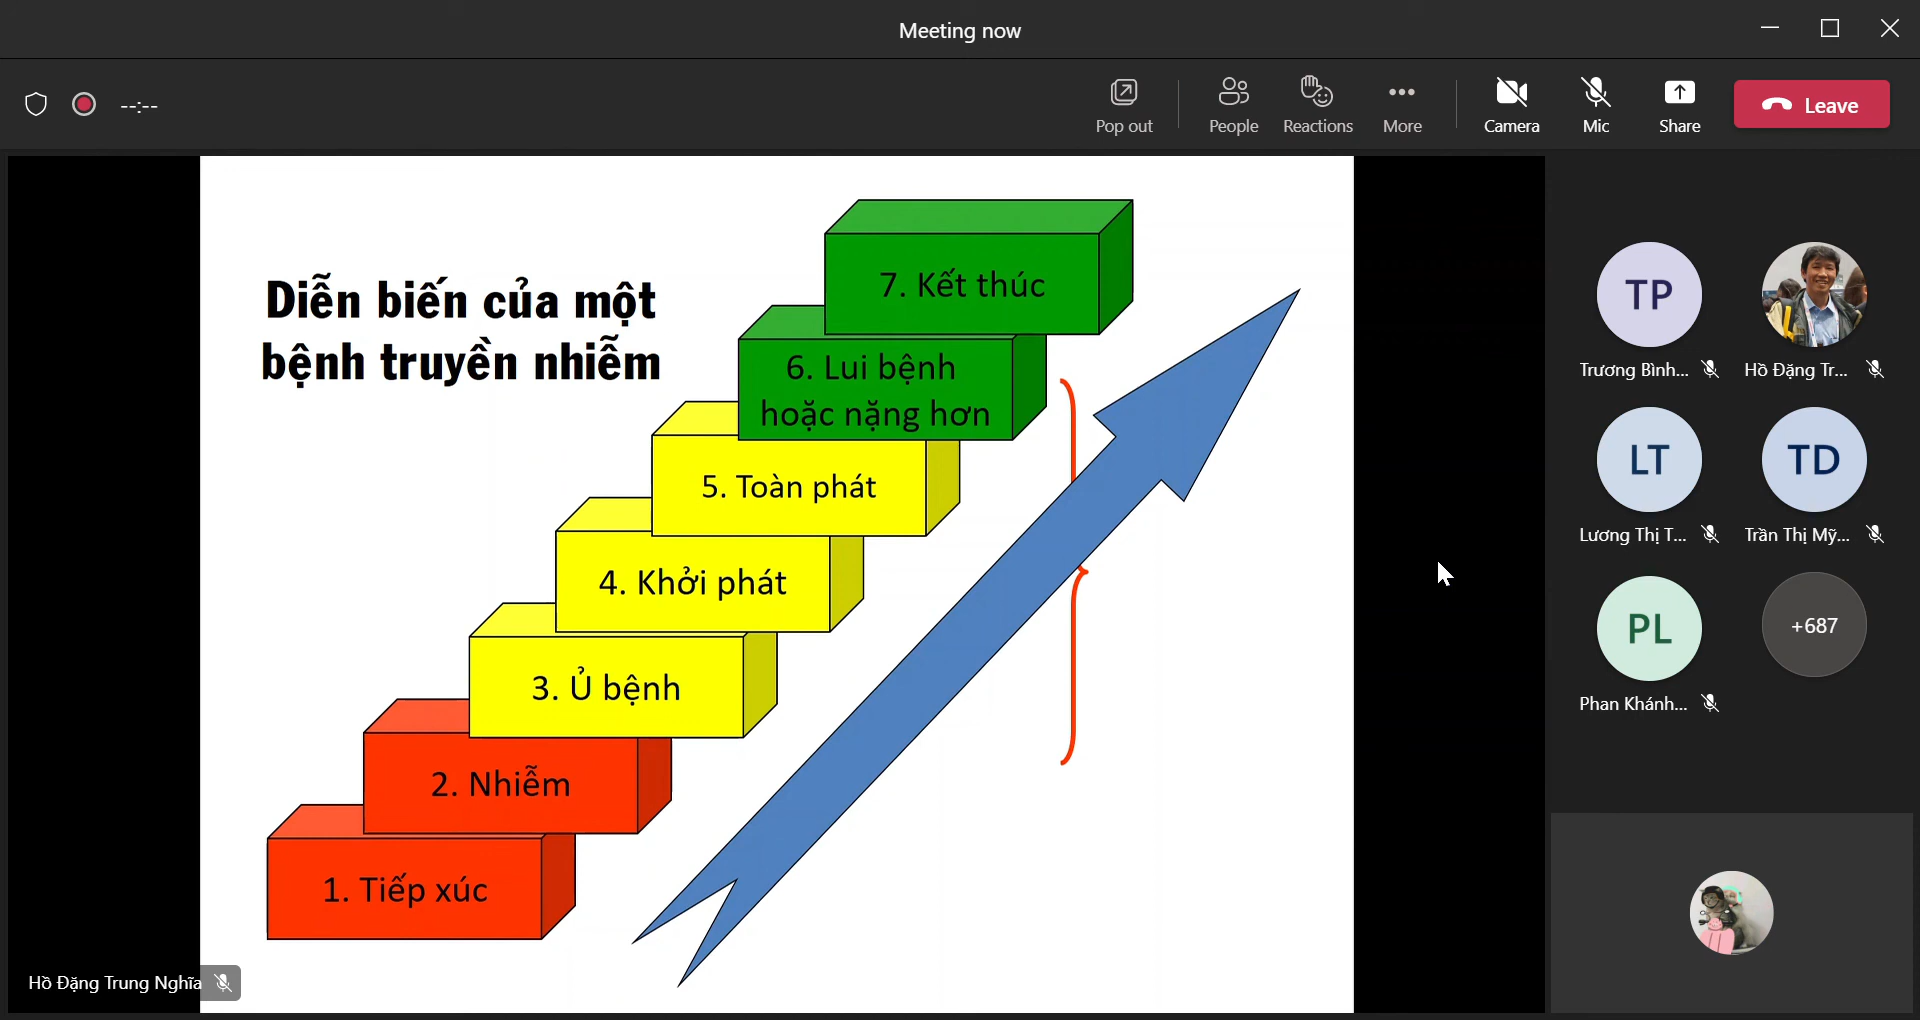 Meeting now
--:--
Pop out
People
Reactions
More
Camera
Mic
Share
Leave
Diễn biến của một
bệnh truyền nhiễm
7. Kết thúc
6. Lui bệnh
hoặc nặng hơn
5. Toàn phát
4. Khởi phát
3. Ủ bệnh
2. Nhiễm
1. Tiếp xúc
Hồ Đặng Trung Nghĩa
TP
Trương Bình...
Hồ Đặng Tr...
LT
Lương Thị T...
TD
Trần Thị Mỹ...
PL
Phan Khánh...
+687